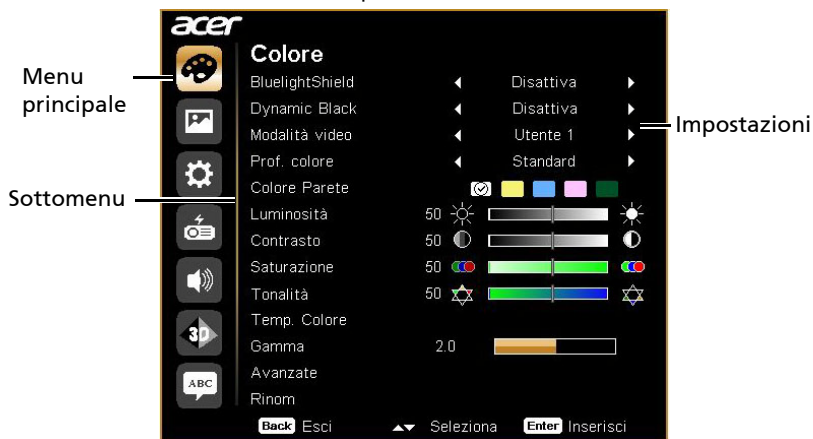 acer
Colore
Menu principale
BluelightShield Disattiva
Dynamic Black Disattiva
Modalità video Utente 1
Impostazioni
Prof. colore Standard
Colore Parete
Sottomenu
Luminosità 50
Contrasto 50
Saturazione 50
Tonalità 50
3D
Temp. Colore
Gamma 2.0
ABC
Avanzate
Rinom
Back Esci Seleziona Enter Inserisci